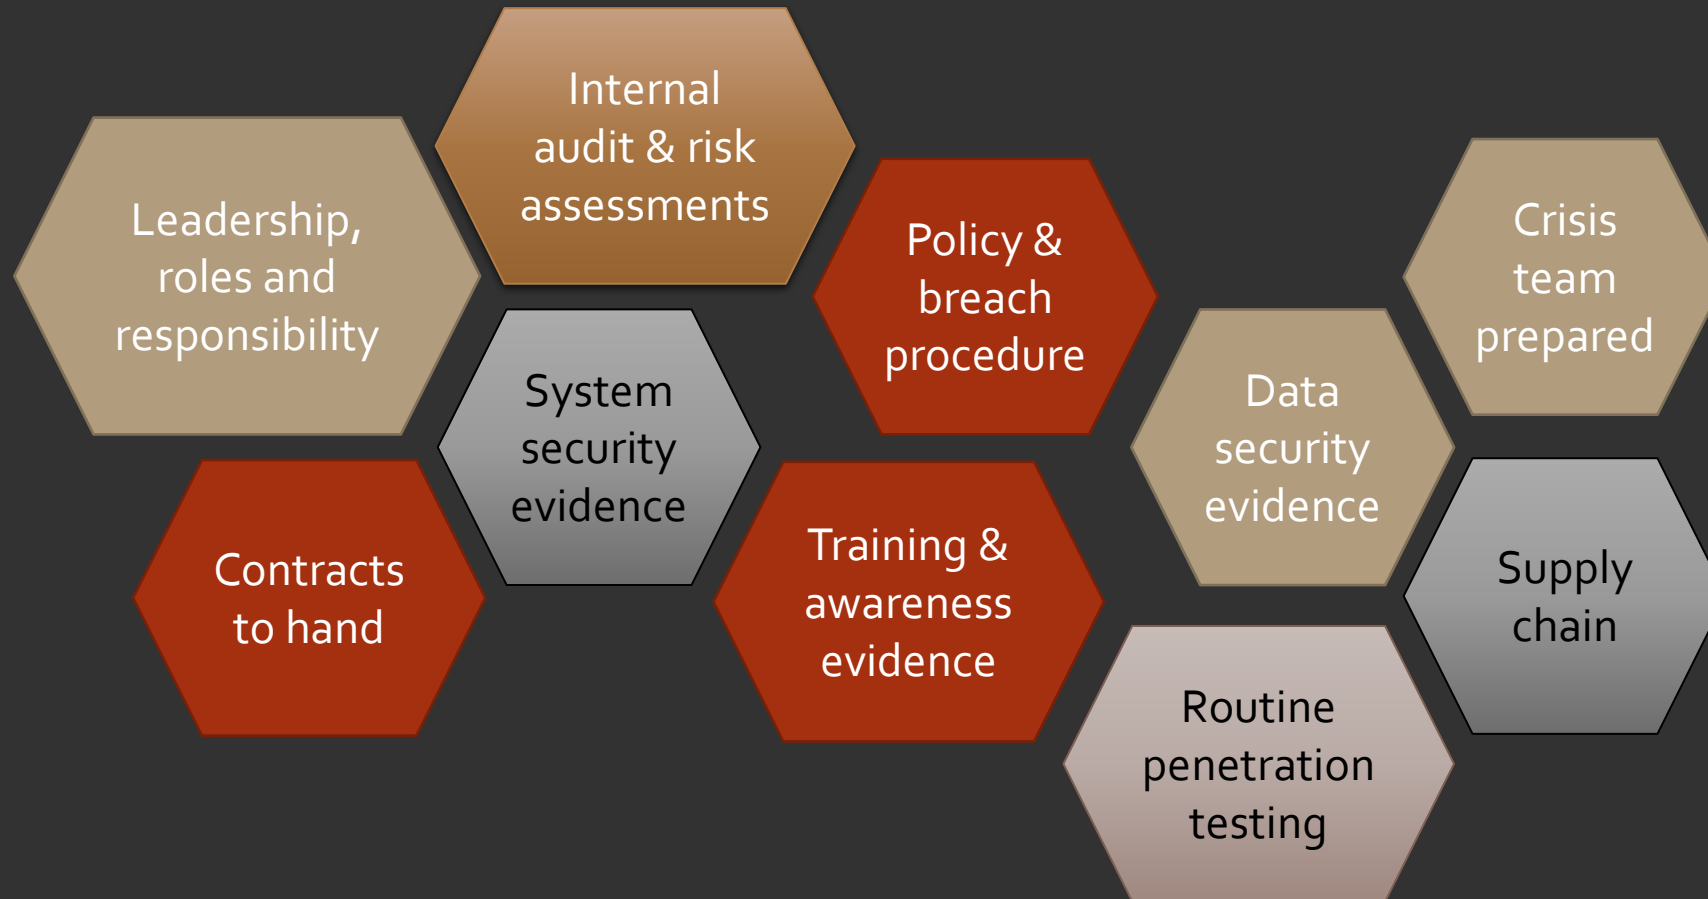 Internal
audit & risk
assessments
Leadership,
roles and
responsibility
Policy &
breach
procedure
Crisis
team
prepared
System
security
evidence
Data
security
evidence
Contracts
to hand
Training &
awareness
evidence
Supply
chain
Routine
penetration
testing